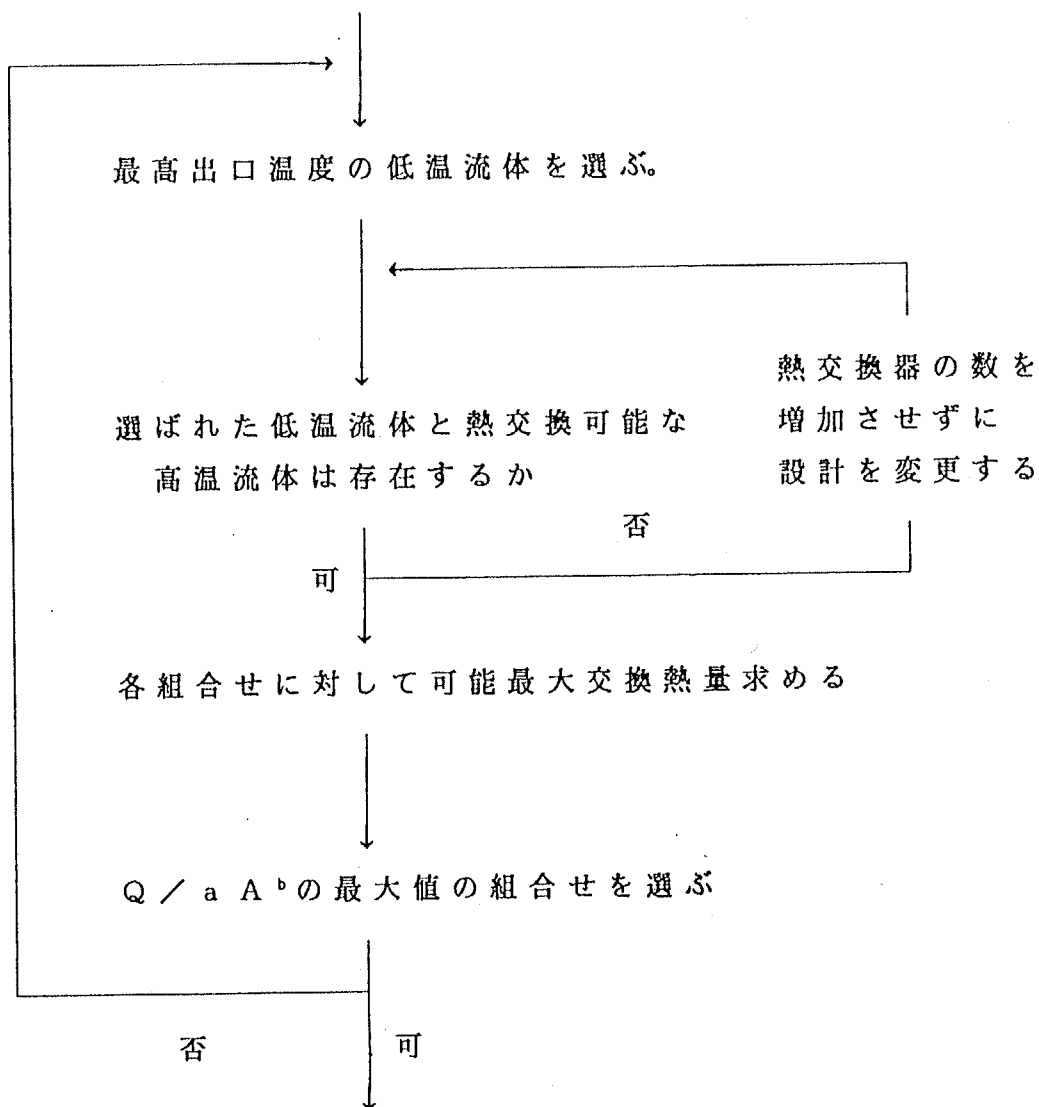 最高出口温度の低温流体を選ぶ。
熱交換器の数を
増加させずに
設計を変更する
選ばれた低温流体と熱交換可能な
高温流体は存在するか
否
可
各組合せに対して可能最大交換熱量求める
Q／aAᵇの最大値の組合せを選ぶ
否
可